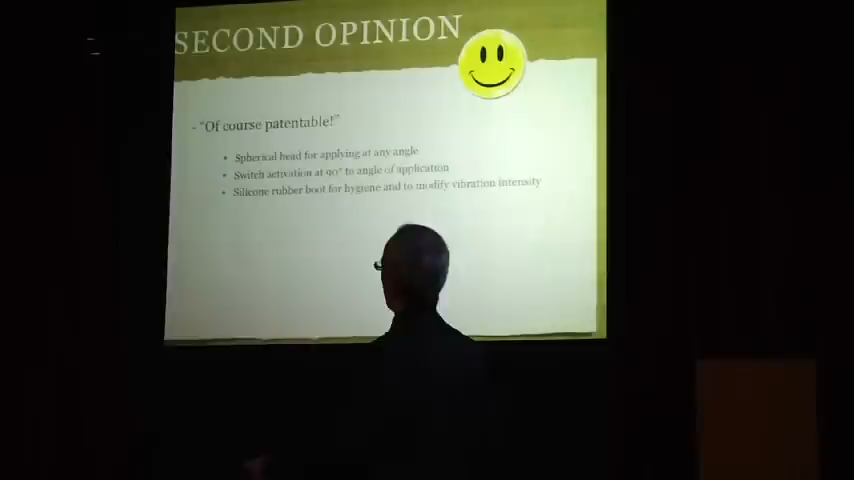 SECOND OPINION
- "Of course patentable!"
• Spherical head for applying at any angle
• Switch activation at 90° to angle of application
• Silicone rubber boot for hygiene and to modify vibration intensity